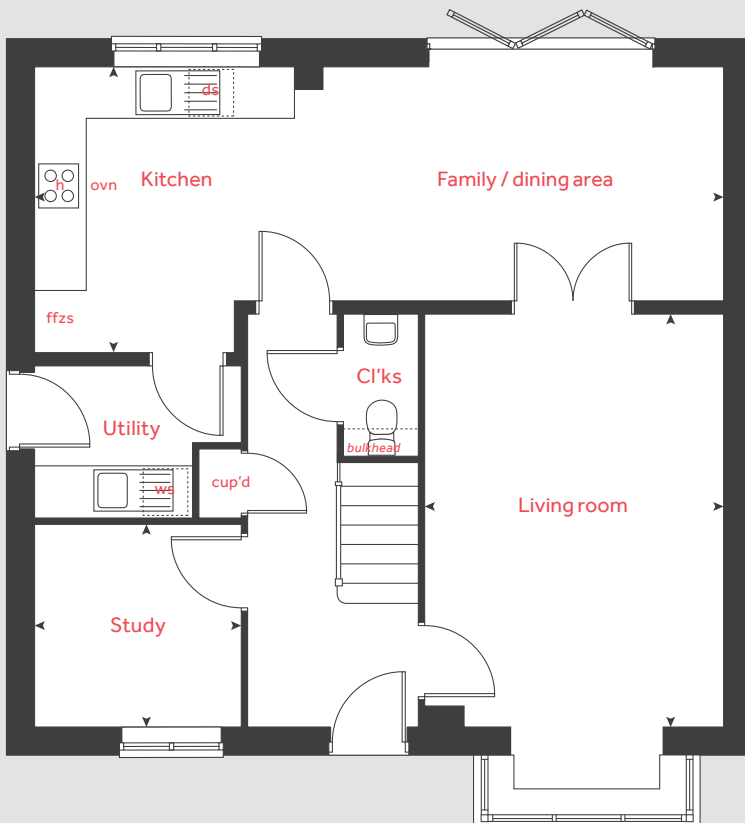 ds
h
ovn
Kitchen
Family / dining area
ffzs
Cl'ks
Utility
bulkhead
cup'd
ws
Living room
Study